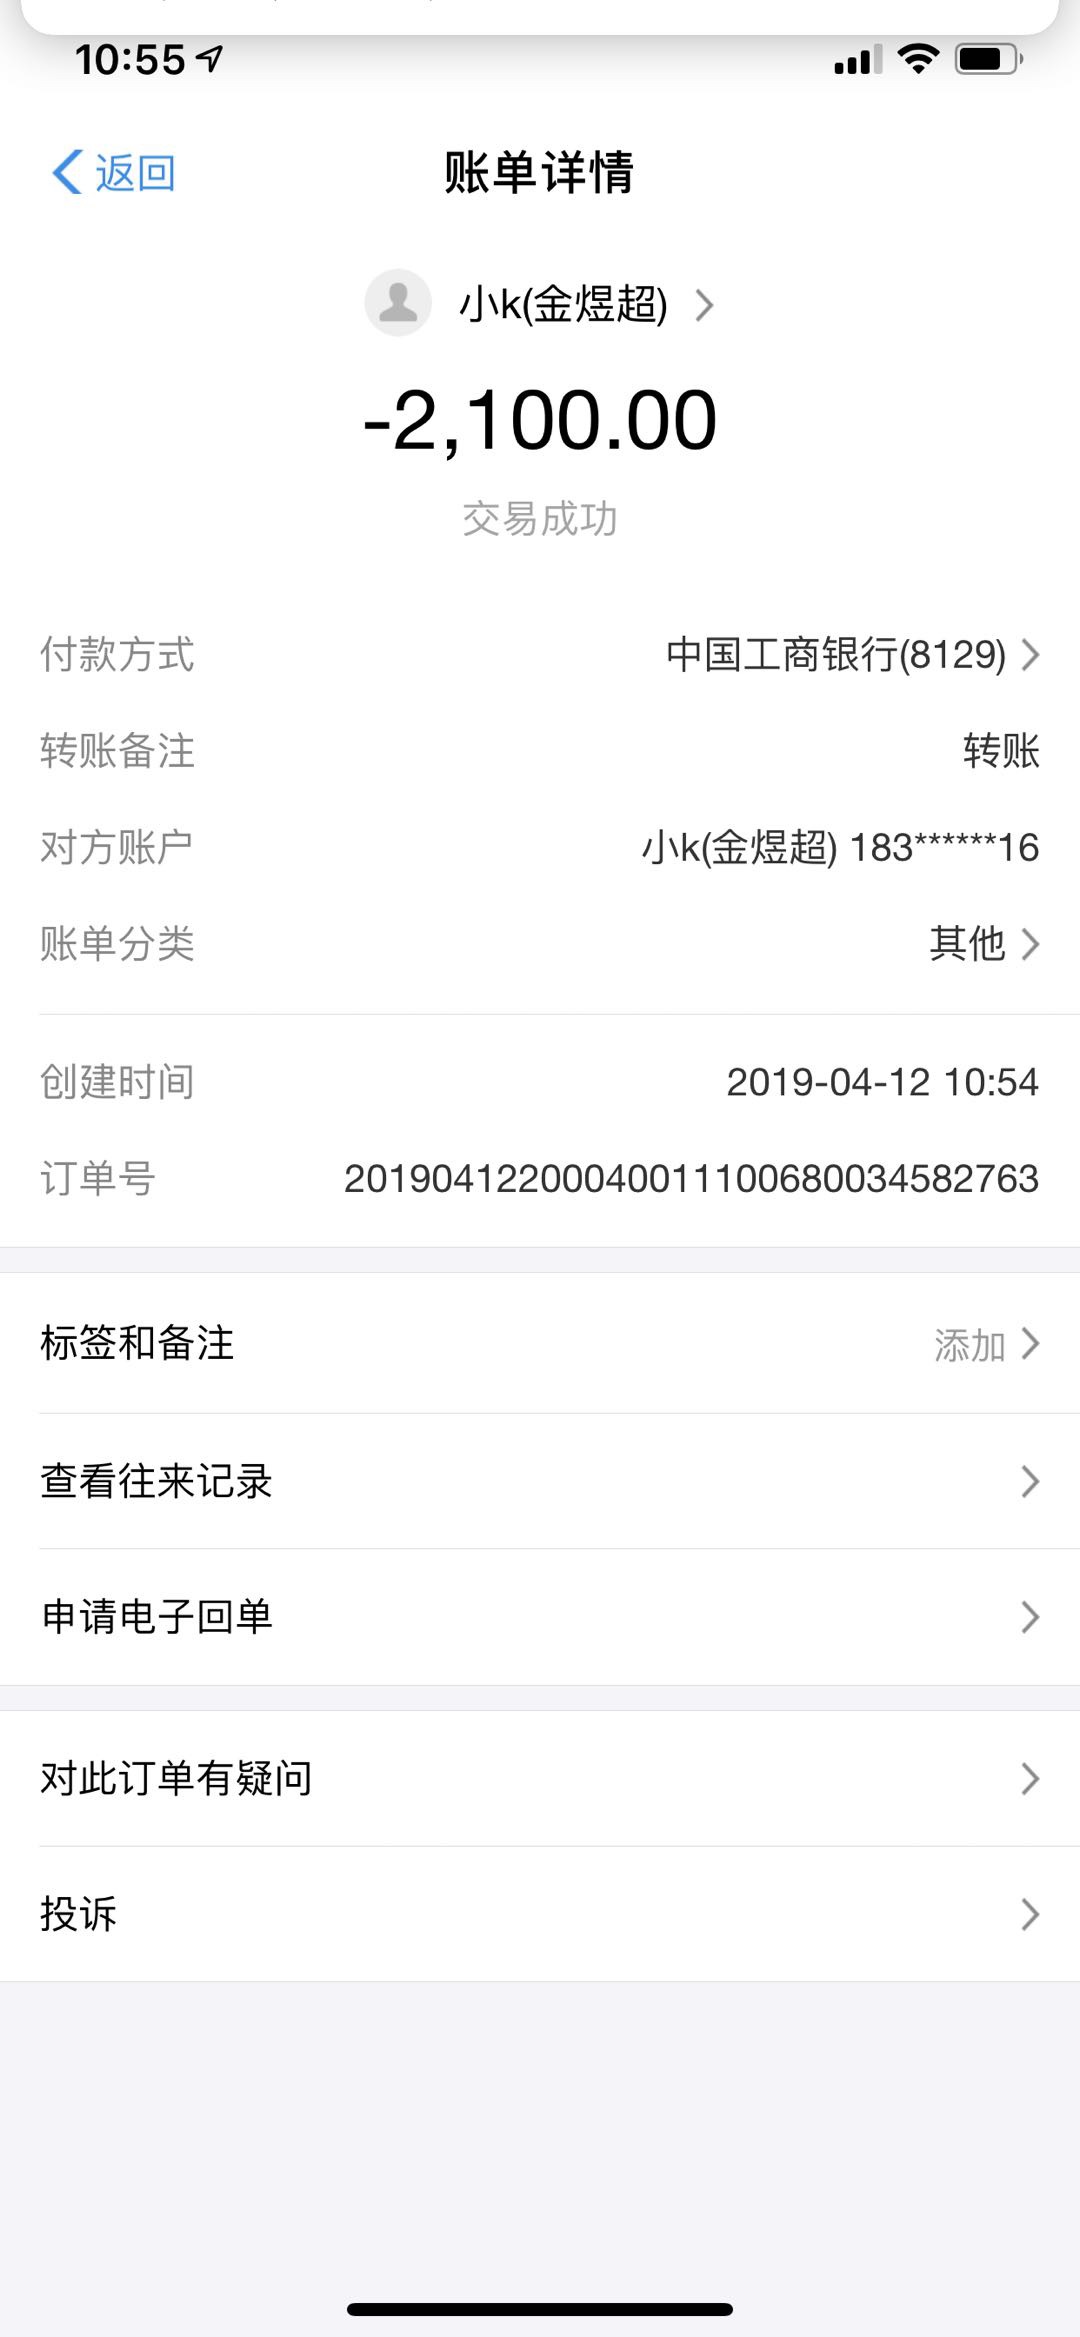 10:55
返回
账单详情
小k(金煜超)
-2,100.00
交易成功
付款方式 中国工商银行(8129)
转账备注 转账
对方账户 小k(金煜超) 183******16
账单分类 其他
创建时间 2019-04-12 10:54
订单号 20190412200040011100680034582763
标签和备注 添加
查看往来记录
申请电子回单
对此订单有疑问
投诉